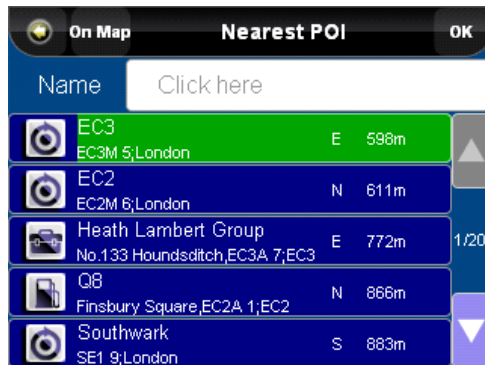 On Map Nearest POI OK
Name Click here
EC3 E 598m
EC3M 5;London
EC2 N 611m
EC2M 6;London
Heath Lambert Group E 772m
No.133 Houndsditch,EC3A 7;EC3
1/20
Q8 N 866m
Finsbury Square,EC2A 1;EC2
Southwark S 883m
SE1 9;London